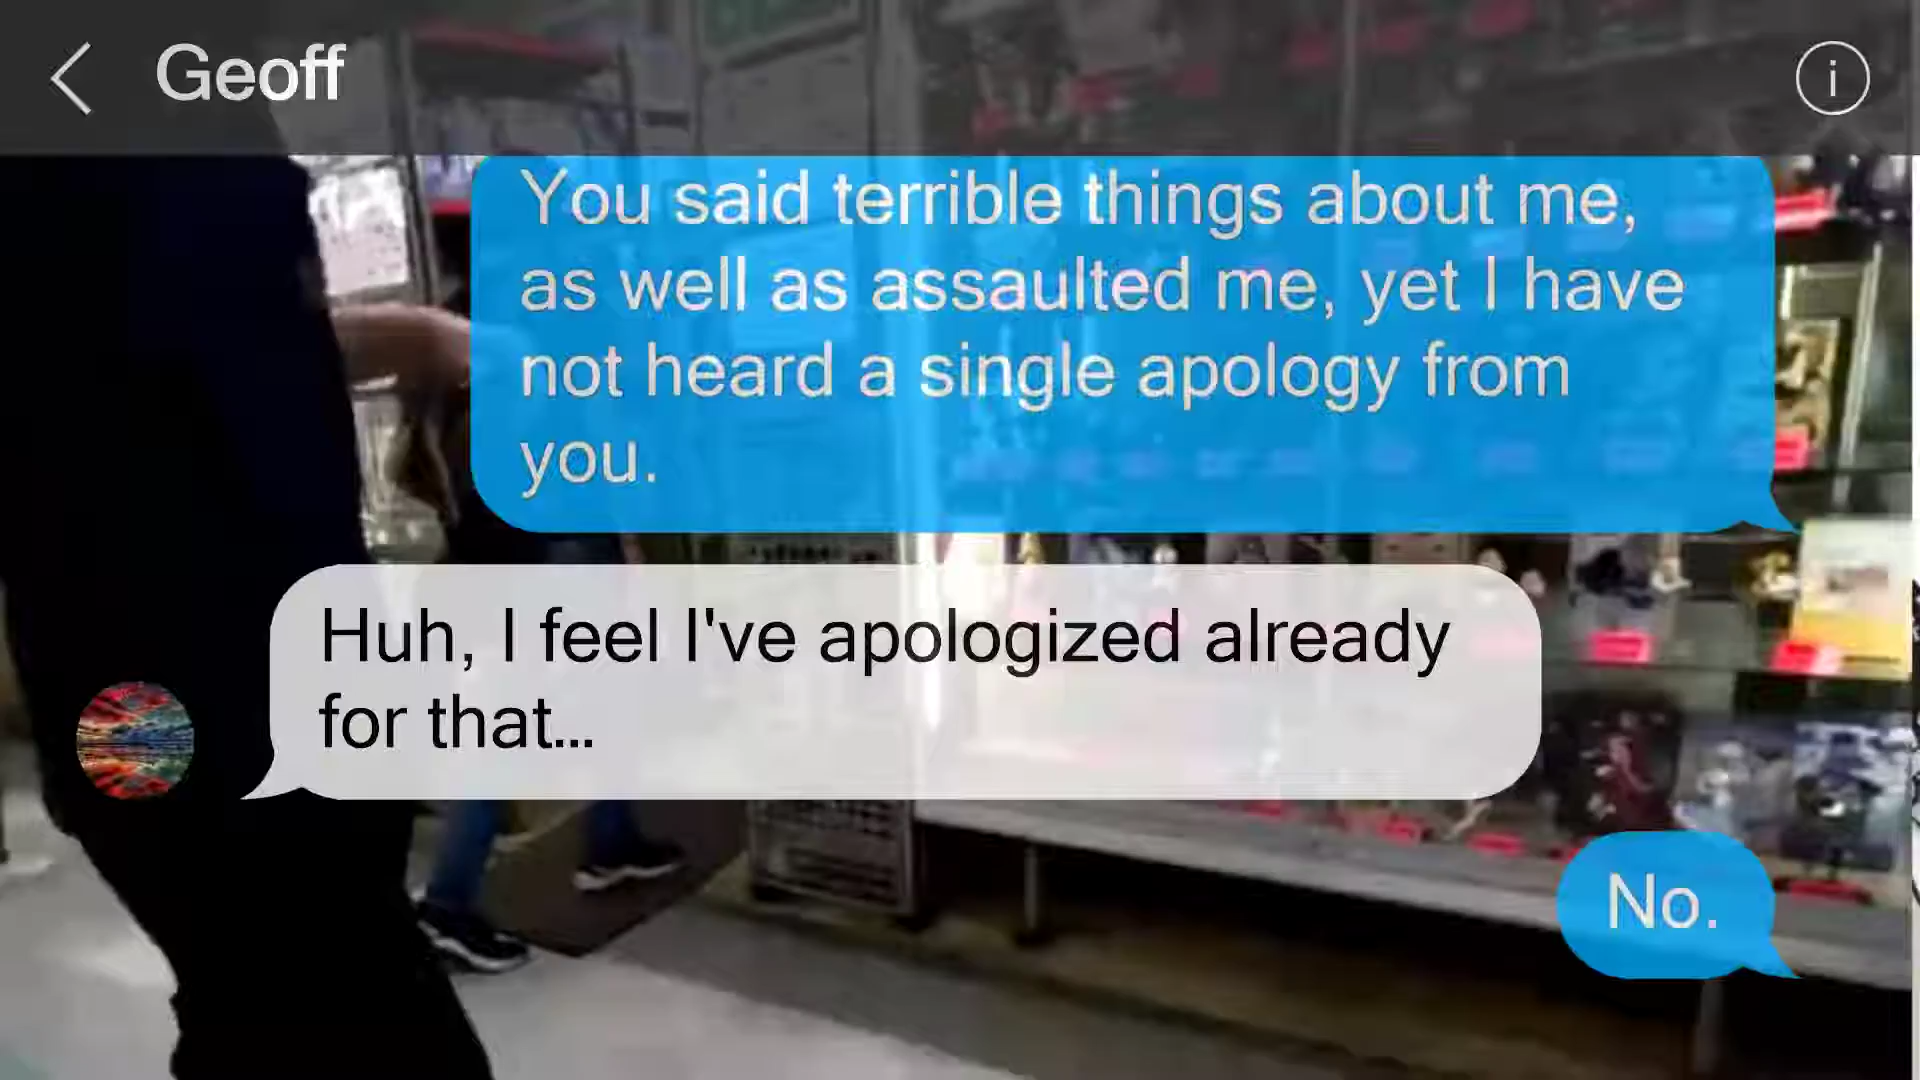 Geoff
You said terrible things about me,
as well as assaulted me, yet I have
not heard a single apology from
you.
Huh, I feel I've apologized already
for that...
No.